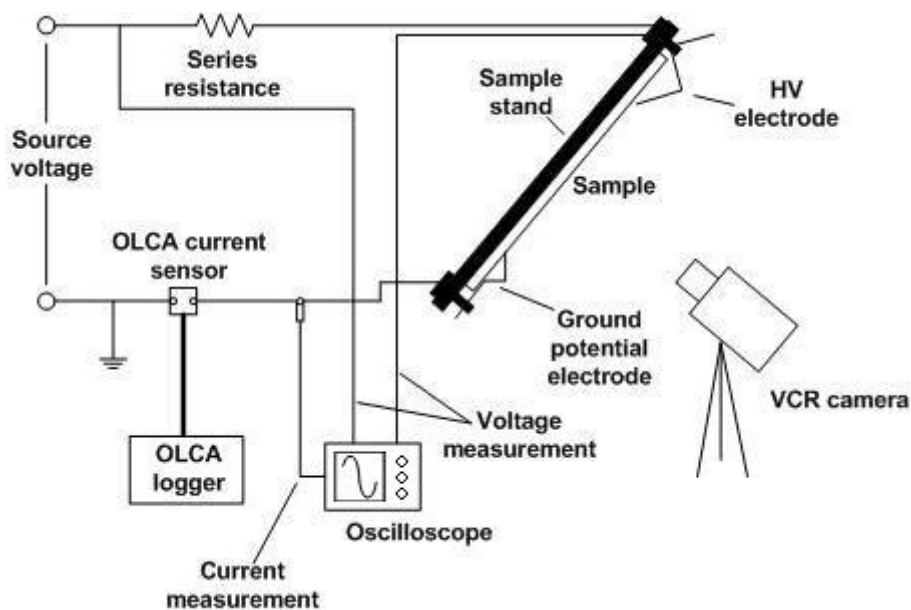 Series
resistance
Sample
stand
HV
electrode
Source
voltage
Sample
OLCA current
sensor
Ground
potential
electrode
VCR camera
Voltage
measurement
OLCA
logger
Oscilloscope
Current
measurement